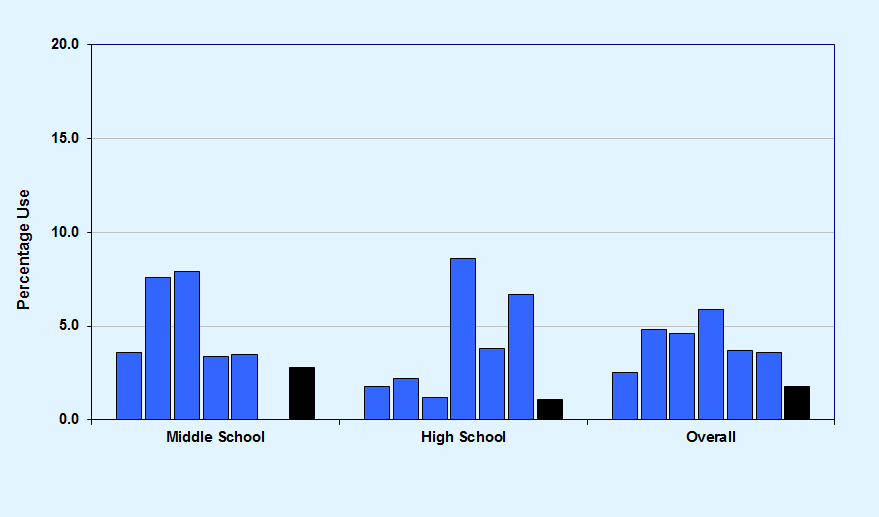 20.0
15.0
10.0
5.0
0.0
Percentage Use
Middle School
High School
Overall